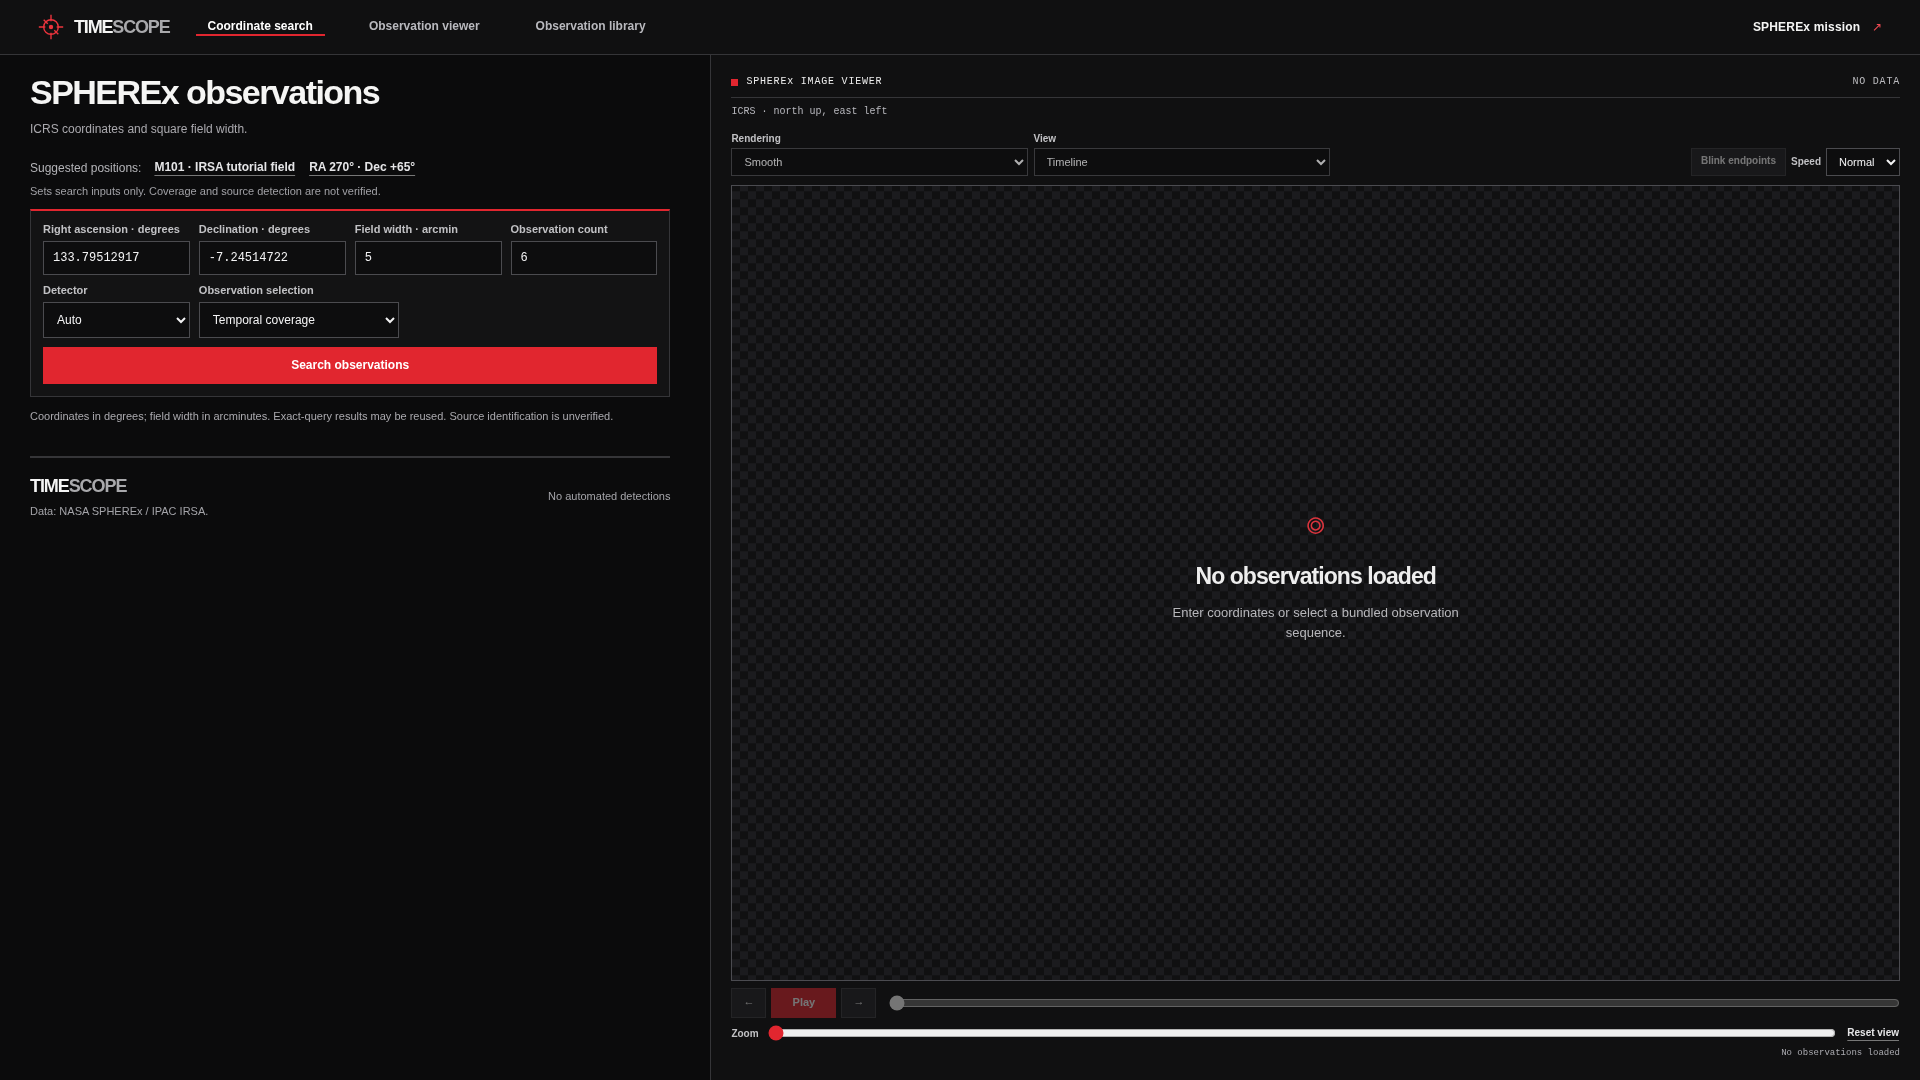 TIMESCOPE
Coordinate search
Observation viewer
Observation library
SPHEREx mission ↗
SPHEREx observations
ICRS coordinates and square field width.
Suggested positions: M101 · IRSA tutorial field RA 270° · Dec +65°
Sets search inputs only. Coverage and source detection are not verified.
Right ascension · degrees
Declination · degrees
Field width · arcmin
Observation count
133.79512917
-7.24514722
5
6
Detector
Observation selection
Auto
Temporal coverage
Search observations
Coordinates in degrees; field width in arcminutes. Exact-query results may be reused. Source identification is unverified.
TIMESCOPE
Data: NASA SPHEREx / IPAC IRSA.
No automated detections
SPHEREx IMAGE VIEWER
NO DATA
ICRS · north up, east left
Rendering
View
Smooth
Timeline
Blink endpoints
Speed
Normal
No observations loaded
Enter coordinates or select a bundled observation
sequence.
←
Play
→
Zoom
Reset view
No observations loaded